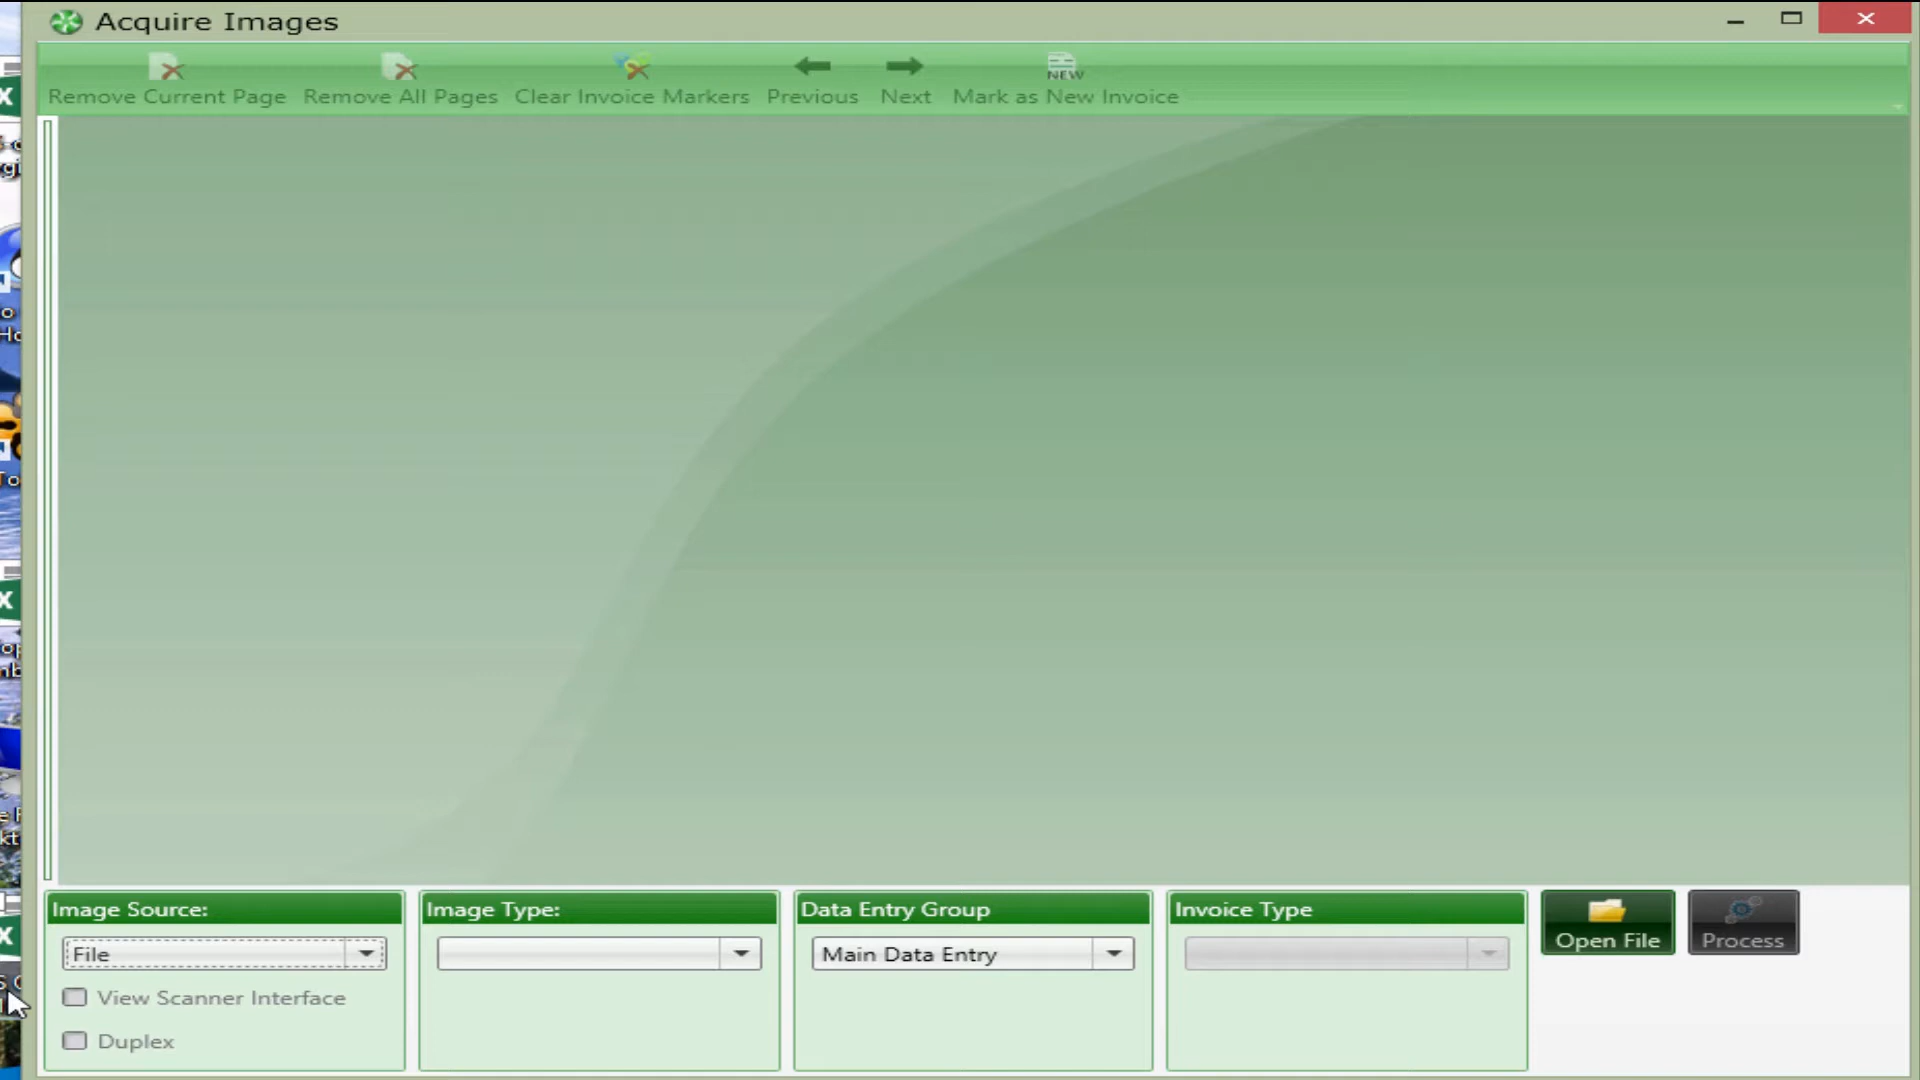 Acquire Images
Remove Current Page
Remove All Pages
Clear Invoice Markers
Previous
Next
NEW
Mark as New Invoice
Image Source:
File
View Scanner Interface
Duplex
Image Type:
Data Entry Group
Main Data Entry
Invoice Type
Open File
Process